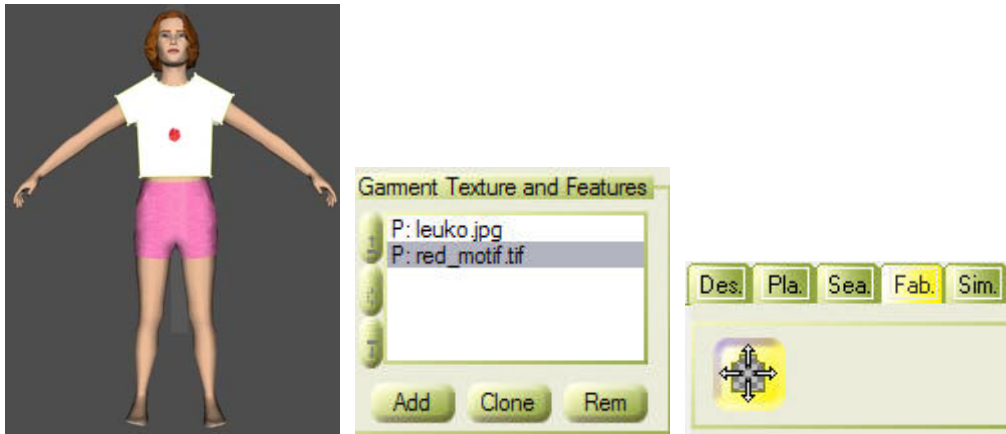 Garment Texture and Features
P: leuko.jpg
P: red_motif.tif
Add Clone Rem
Des. Pla. Sea. Fab. Sim.